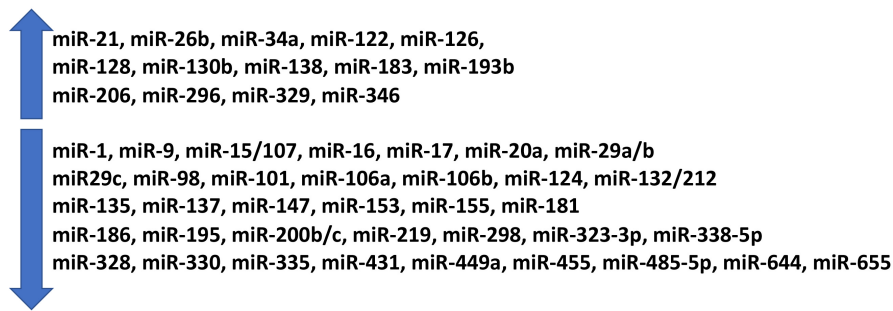 miR-21, miR-26b, miR-34a, miR-122, miR-126,
miR-128, miR-130b, miR-138, miR-183, miR-193b
miR-206, miR-296, miR-329, miR-346
miR-1, miR-9, miR-15/107, miR-16, miR-17, miR-20a, miR-29a/b
miR29c, miR-98, miR-101, miR-106a, miR-106b, miR-124, miR-132/212
miR-135, miR-137, miR-147, miR-153, miR-155, miR-181
miR-186, miR-195, miR-200b/c, miR-219, miR-298, miR-323-3p, miR-338-5p
miR-328, miR-330, miR-335, miR-431, miR-449a, miR-455, miR-485-5p, miR-644, miR-655